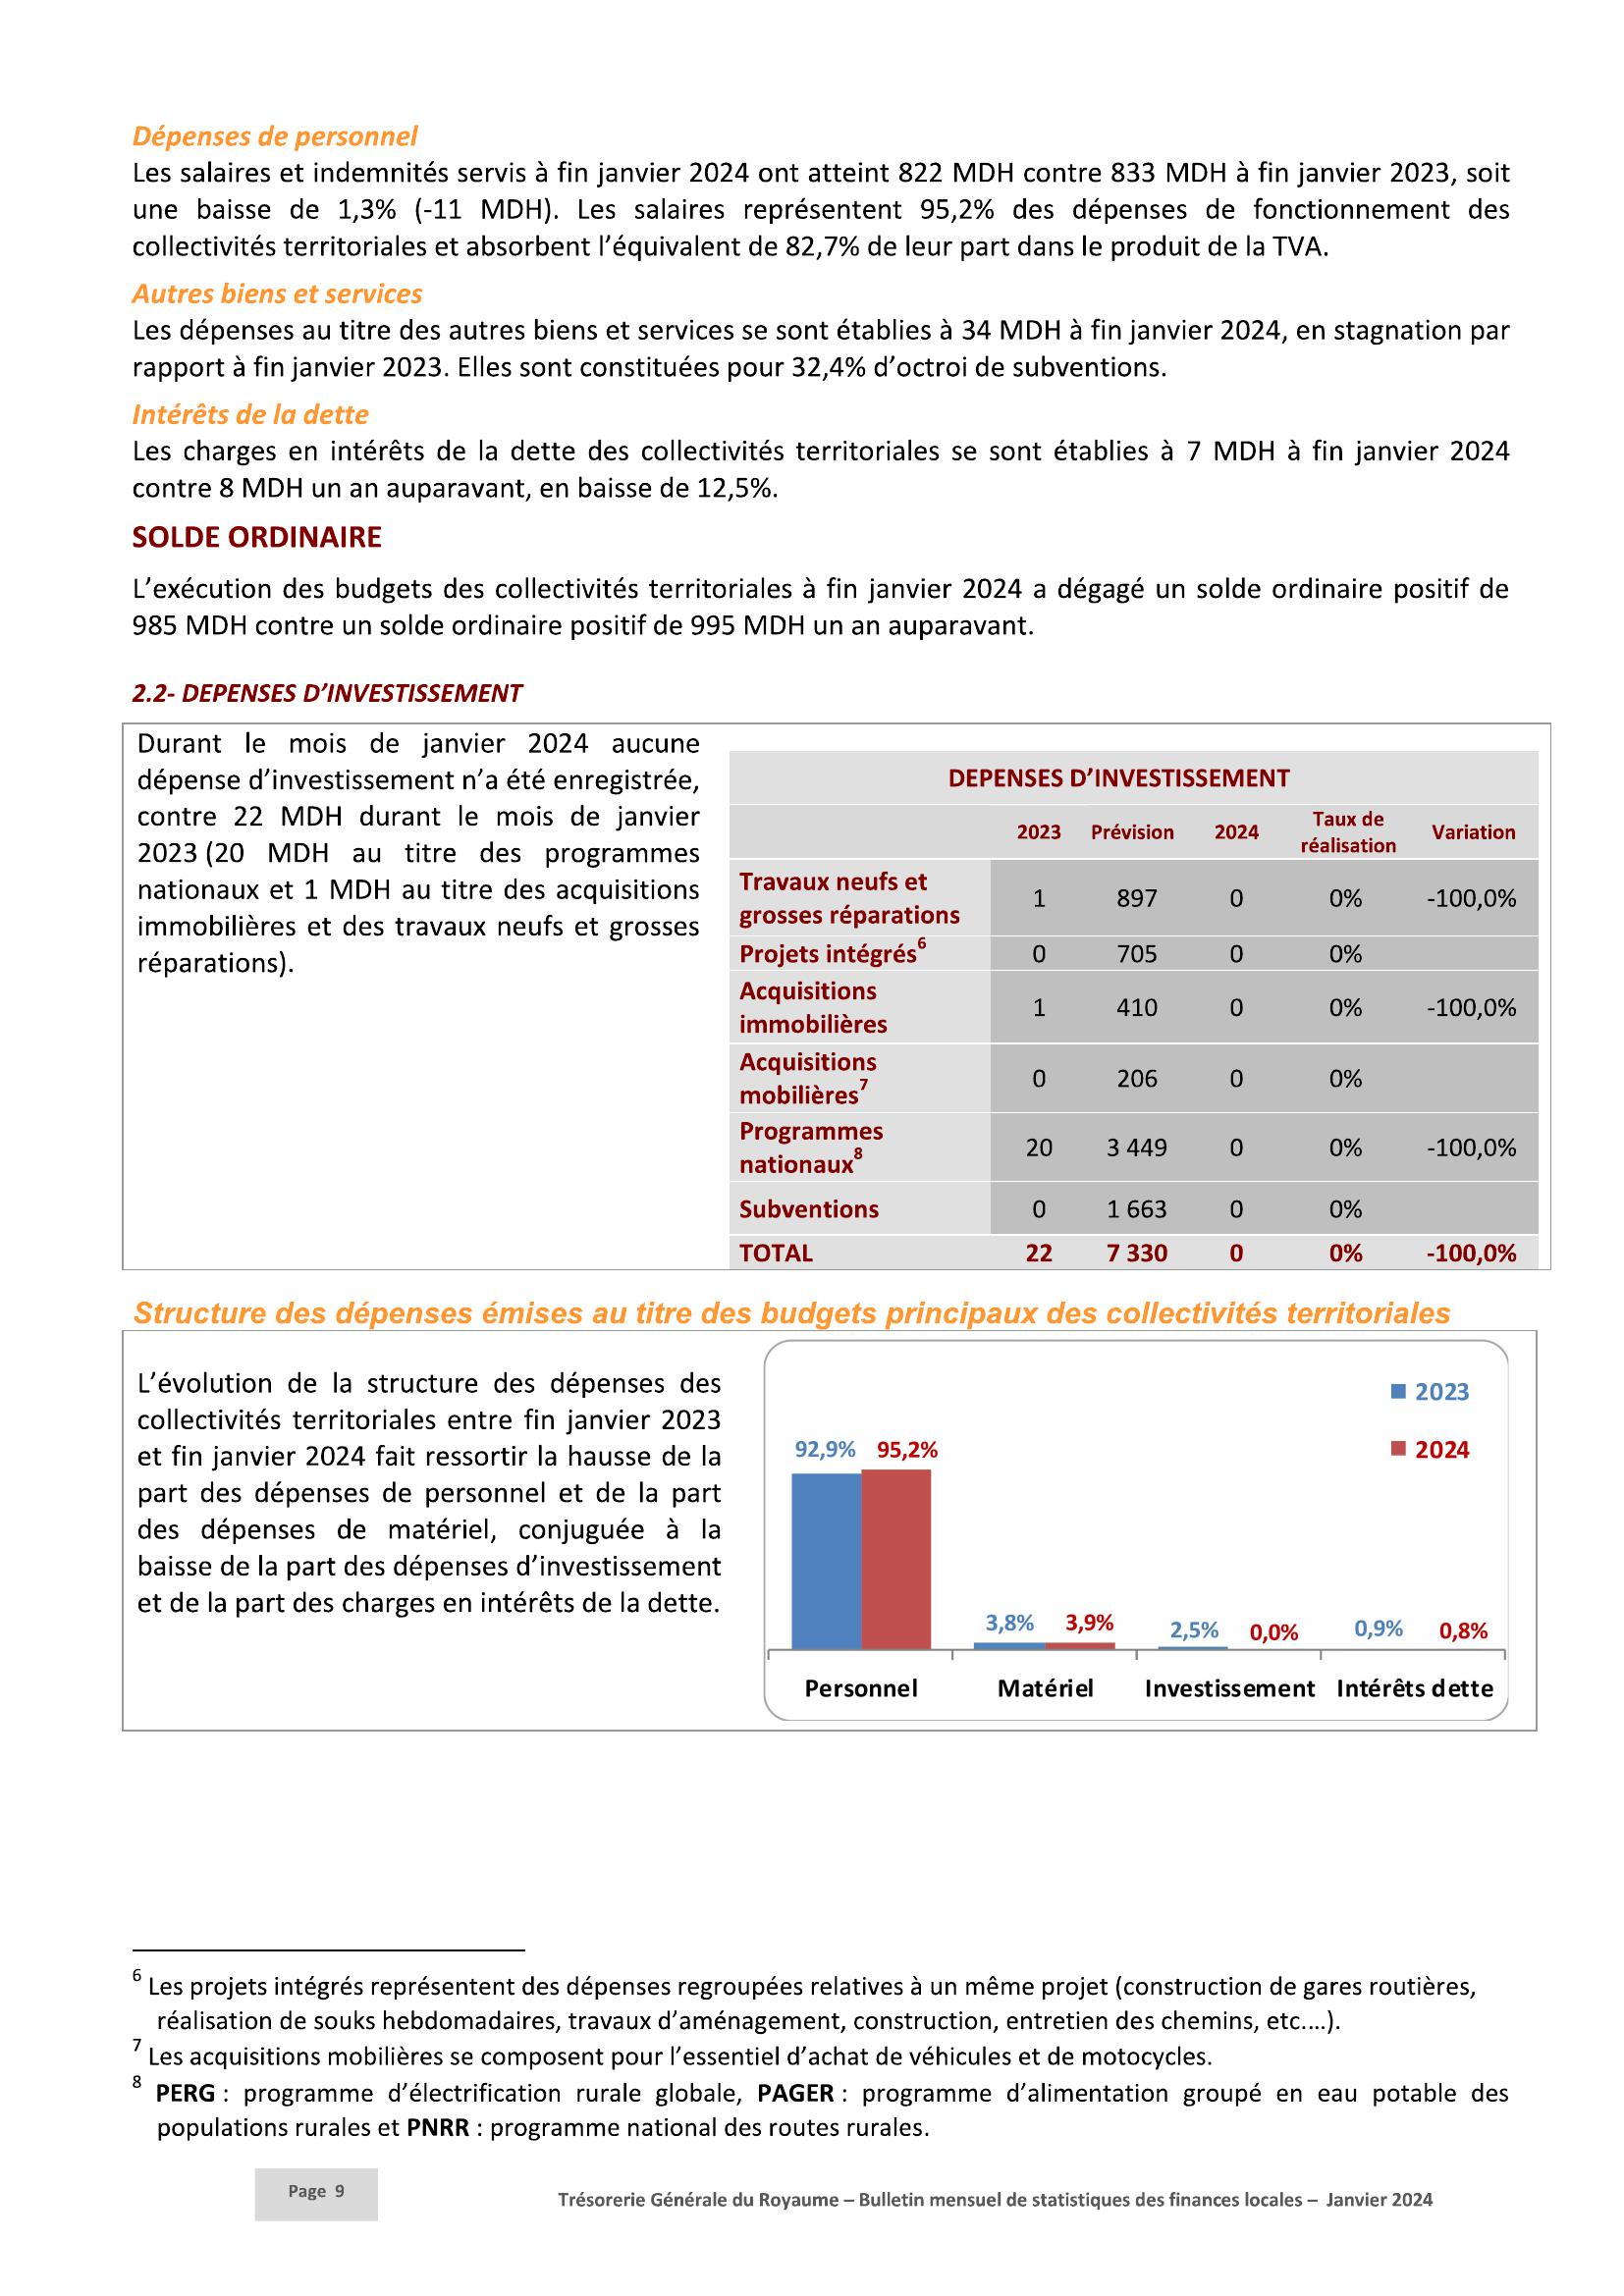 Dépenses de personnel
Les salaires et indemnités servis à fin janvier 2024 ont atteint 822 MDH contre 833 MDH à fin janvier 2023, soit
une baisse de 1,3% (-11 MDH). Les salaires représentent 95,2% des dépenses de fonctionnement des
collectivités territoriales et absorbent l’équivalent de 82,7% de leur part dans le produit de la TVA.
Autres biens et services
Les dépenses au titre des autres biens et services se sont établies à 34 MDH à fin janvier 2024, en stagnation par
rapport à fin janvier 2023. Elles sont constituées pour 32,4% d’octroi de subventions.
Intérêts de la dette
Les charges en intérêts de la dette des collectivités territoriales se sont établies à 7 MDH à fin janvier 2024
contre 8 MDH un an auparavant, en baisse de 12,5%.
SOLDE ORDINAIRE
L’exécution des budgets des collectivités territoriales à fin janvier 2024 a dégagé un solde ordinaire positif de
985 MDH contre un solde ordinaire positif de 995 MDH un an auparavant.
2.2- DEPENSES D’INVESTISSEMENT
Durant le mois de janvier 2024 aucune
dépense d’investissement n’a été enregistrée,
contre 22 MDH durant le mois de janvier
2023 (20 MDH au titre des programmes
nationaux et 1 MDH au titre des acquisitions
immobilières et des travaux neufs et grosses
réparations).
DEPENSES D’INVESTISSEMENT
2023 Prévision 2024 Taux de réalisation Variation
Travaux neufs et
grosses réparations 1 897 0 0% -100,0%
Projets intégrés6 0 705 0 0%
Acquisitions
immobilières 1 410 0 0% -100,0%
Acquisitions
mobilières7 0 206 0 0%
Programmes
nationaux8 20 3 449 0 0% -100,0%
Subventions 0 1 663 0 0%
TOTAL 22 7 330 0 0% -100,0%
Structure des dépenses émises au titre des budgets principaux des collectivités territoriales
L’évolution de la structure des dépenses des
collectivités territoriales entre fin janvier 2023
et fin janvier 2024 fait ressortir la hausse de la
part des dépenses de personnel et de la part
des dépenses de matériel, conjuguée à la
baisse de la part des dépenses d’investissement
et de la part des charges en intérêts de la dette.
2023
2024
92,9% 95,2%
3,8% 3,9%
2,5% 0,0%
0,9% 0,8%
Personnel Matériel Investissement Intérêts dette
6 Les projets intégrés représentent des dépenses regroupées relatives à un même projet (construction de gares routières,
réalisation de souks hebdomadaires, travaux d’aménagement, construction, entretien des chemins, etc.…).
7 Les acquisitions mobilières se composent pour l’essentiel d’achat de véhicules et de motocycles.
8 PERG : programme d’électrification rurale globale, PAGER : programme d’alimentation groupé en eau potable des
populations rurales et PNRR : programme national des routes rurales.
Page 9
Trésorerie Générale du Royaume – Bulletin mensuel de statistiques des finances locales – Janvier 2024